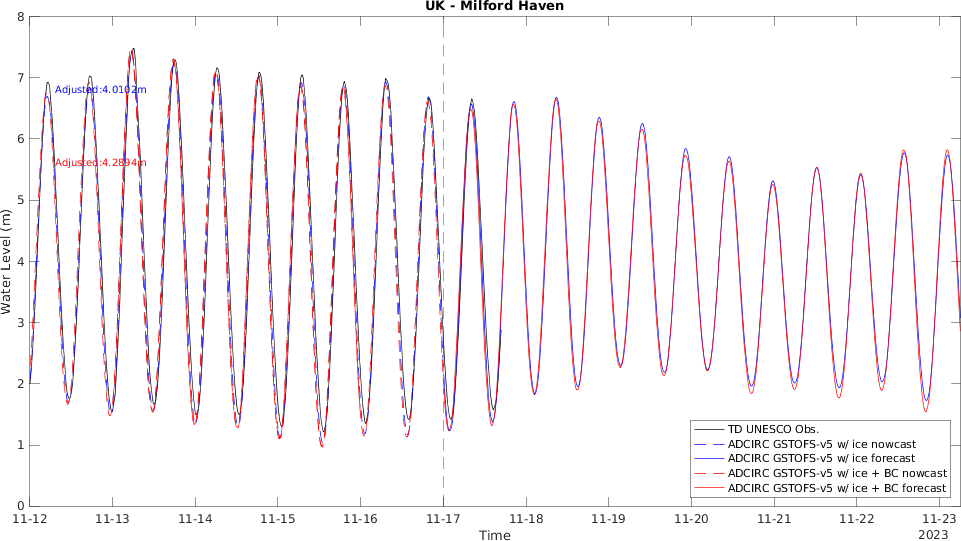 UK - Milford Haven
8
7
6
5
4
3
2
1
0
Water Level (m)
Adjusted:4.0102m
Adjusted:4.2894m
TD UNESCO Obs.
ADCIRC GSTOFS-v5 w/ ice nowcast
ADCIRC GSTOFS-v5 w/ ice forecast
ADCIRC GSTOFS-v5 w/ ice + BC nowcast
ADCIRC GSTOFS-v5 w/ ice + BC forecast
11-12 11-13 11-14 11-15 11-16 11-17 11-18 11-19 11-20 11-21 11-22 11-23
Time
2023